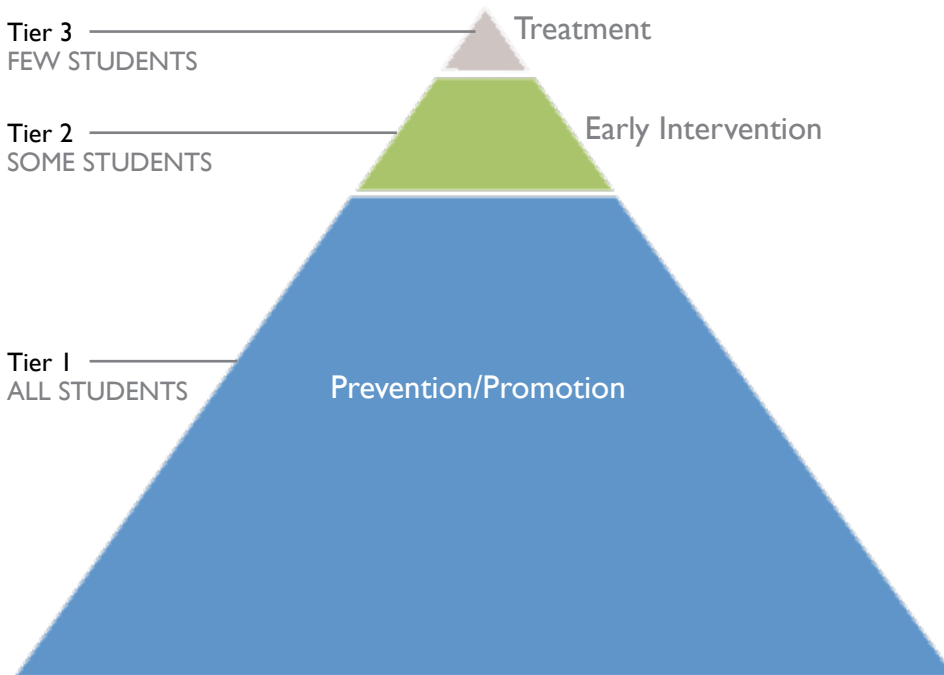 Tier 3
FEW STUDENTS
Treatment
Tier 2
SOME STUDENTS
Early Intervention
Tier 1
ALL STUDENTS
Prevention/Promotion